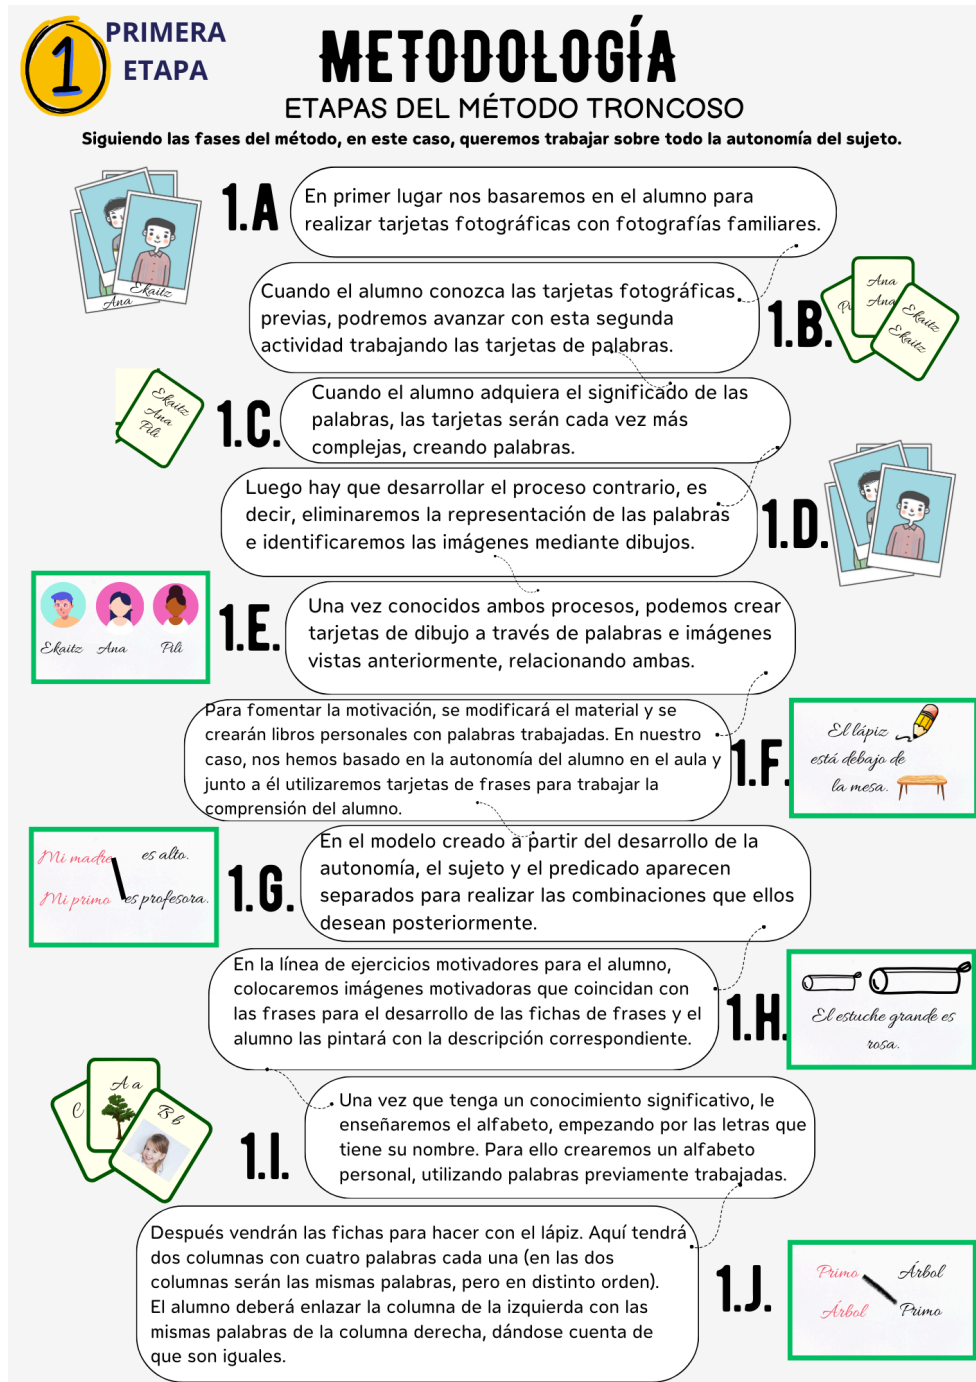 1
PRIMERA
ETAPA
METODOLOGÍA
ETAPAS DEL MÉTODO TRONCOSO
Siguiendo las fases del método, en este caso, queremos trabajar sobre todo la autonomía del sujeto.
Ana
Ekaitz
1.A
En primer lugar nos basaremos en el alumno para
realizar tarjetas fotográficas con fotografías familiares.
Cuando el alumno conozca las tarjetas fotográficas
previas, podremos avanzar con esta segunda
actividad trabajando las tarjetas de palabras.
1.B.
Ana
Ana
Ekaitz
Ekaitz
Ekaitz
Ana
Pili
1.C.
Cuando el alumno adquiera el significado de las
palabras, las tarjetas serán cada vez más
complejas, creando palabras.
Luego hay que desarrollar el proceso contrario, es
decir, eliminaremos la representación de las palabras
e identificaremos las imágenes mediante dibujos.
1.D.
Ekaitz Ana Pili
1.E.
Una vez conocidos ambos procesos, podemos crear
tarjetas de dibujo a través de palabras e imágenes
vistas anteriormente, relacionando ambas.
Para fomentar la motivación, se modificará el material y se
crearán libros personales con palabras trabajadas. En nuestro
caso, nos hemos basado en la autonomía del alumno en el aula y
junto a él utilizaremos tarjetas de frases para trabajar la
comprensión del alumno.
1.F.
El lápiz
está debajo de
la mesa.
Mi madre es alto.
Mi primo es profesora.
1.G.
En el modelo creado a partir del desarrollo de la
autonomía, el sujeto y el predicado aparecen
separados para realizar las combinaciones que ellos
desean posteriormente.
En la línea de ejercicios motivadores para el alumno,
colocaremos imágenes motivadoras que coincidan con
las frases para el desarrollo de las fichas de frases y el
alumno las pintará con la descripción correspondiente.
1.H.
El estuche grande es
rosa.
C
A a
B b
1.I.
Una vez que tenga un conocimiento significativo, le
enseñaremos el alfabeto, empezando por las letras que
tiene su nombre. Para ello crearemos un alfabeto
personal, utilizando palabras previamente trabajadas.
Después vendrán las fichas para hacer con el lápiz. Aquí tendrá
dos columnas con cuatro palabras cada una (en las dos
columnas serán las mismas palabras, pero en distinto orden).
El alumno deberá enlazar la columna de la izquierda con las
mismas palabras de la columna derecha, dándose cuenta de
que son iguales.
1.J.
Primo Árbol
Árbol Primo